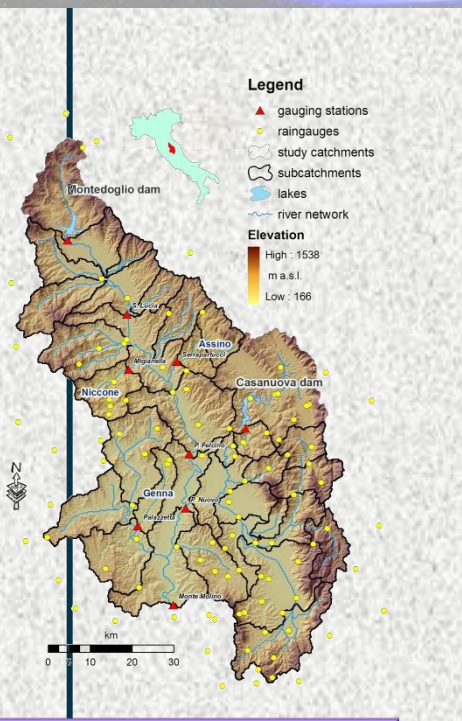 Legend
gauging stations
raingauges
study catchments
subcatchments
lakes
river network
Elevation
High : 1538
m a.s.l.
Low : 166
Montedoglio dam
S. Lucia
Assino
Serrapartucci
Migianella
Casanuova dam
Niccone
P. Felcino
N
Genna
P. Nuovo
Palazzetta
Monte Molino
km
0 5 10 20 30